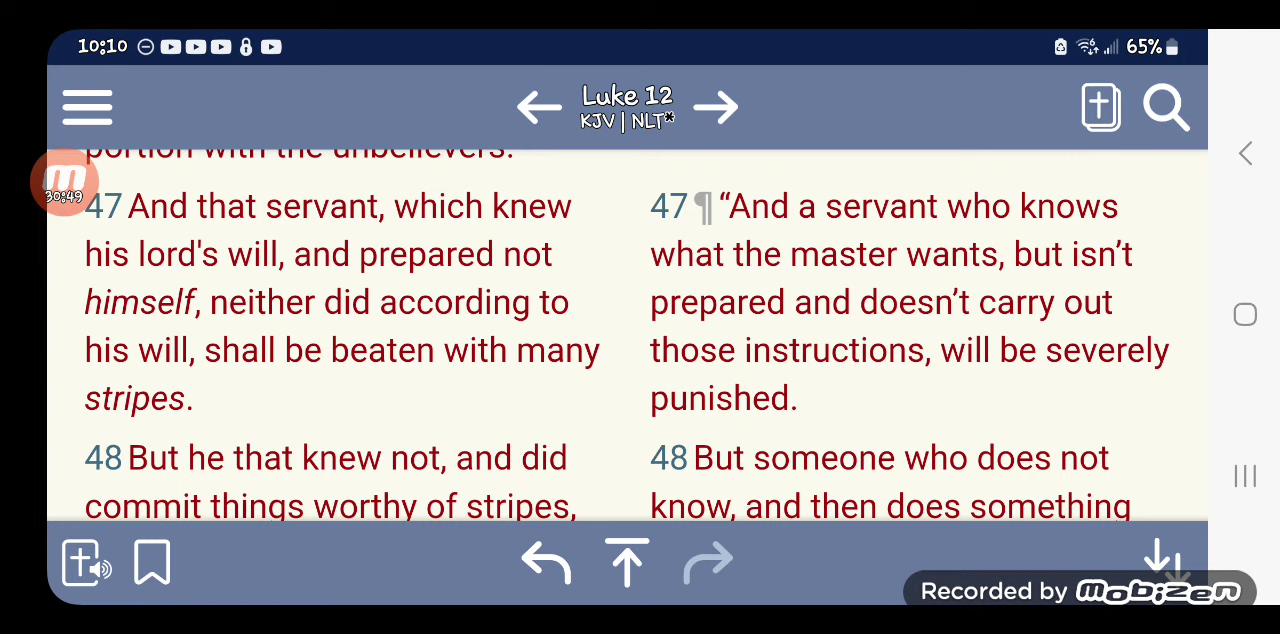 10:10 65%
Luke 12
KJV | NLT*
portion with the unbelievers.
30:49
47 And that servant, which knew
his lord's will, and prepared not
himself, neither did according to
his will, shall be beaten with many
stripes.
48 But he that knew not, and did
commit things worthy of stripes,
47 ¶ “And a servant who knows
what the master wants, but isn’t
prepared and doesn’t carry out
those instructions, will be severely
punished.
48 But someone who does not
know, and then does something
Recorded by mobizen